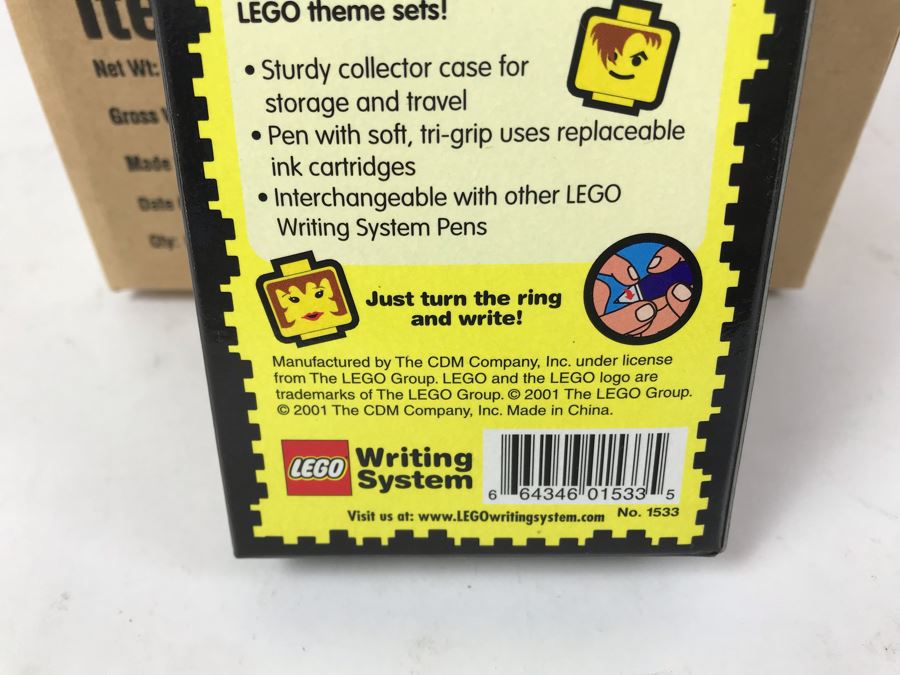 Net Wt:
Gross
Made
Date
Qty:
LEGO theme sets!
• Sturdy collector case for
storage and travel
• Pen with soft, tri-grip uses replaceable
ink cartridges
• Interchangeable with other LEGO
Writing System Pens
Just turn the ring
and write!
Manufactured by The CDM Company, Inc. under license
from The LEGO Group. LEGO and the LEGO logo are
trademarks of The LEGO Group. © 2001 The LEGO Group.
© 2001 The CDM Company, Inc. Made in China.
LEGO Writing
System
6 64346 01533 5
Visit us at: www.LEGOwritingsystem.com No. 1533